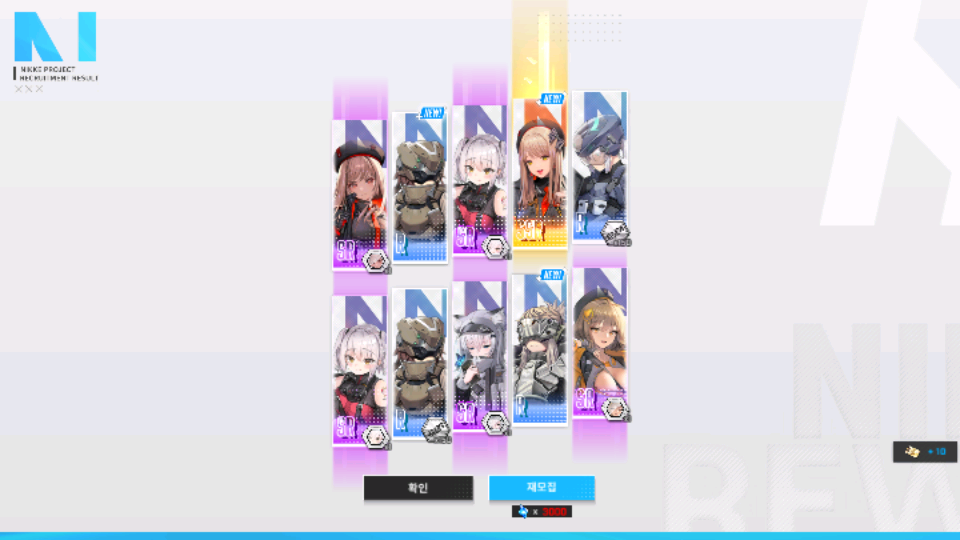 NIKKE PROJECT
RECRUITMENT RESULT
NEW!
NEW!
SR
R
SR
SSR
R
NEW!
SR
R
SR
R
SR
+10
확인
재모집
x 3000